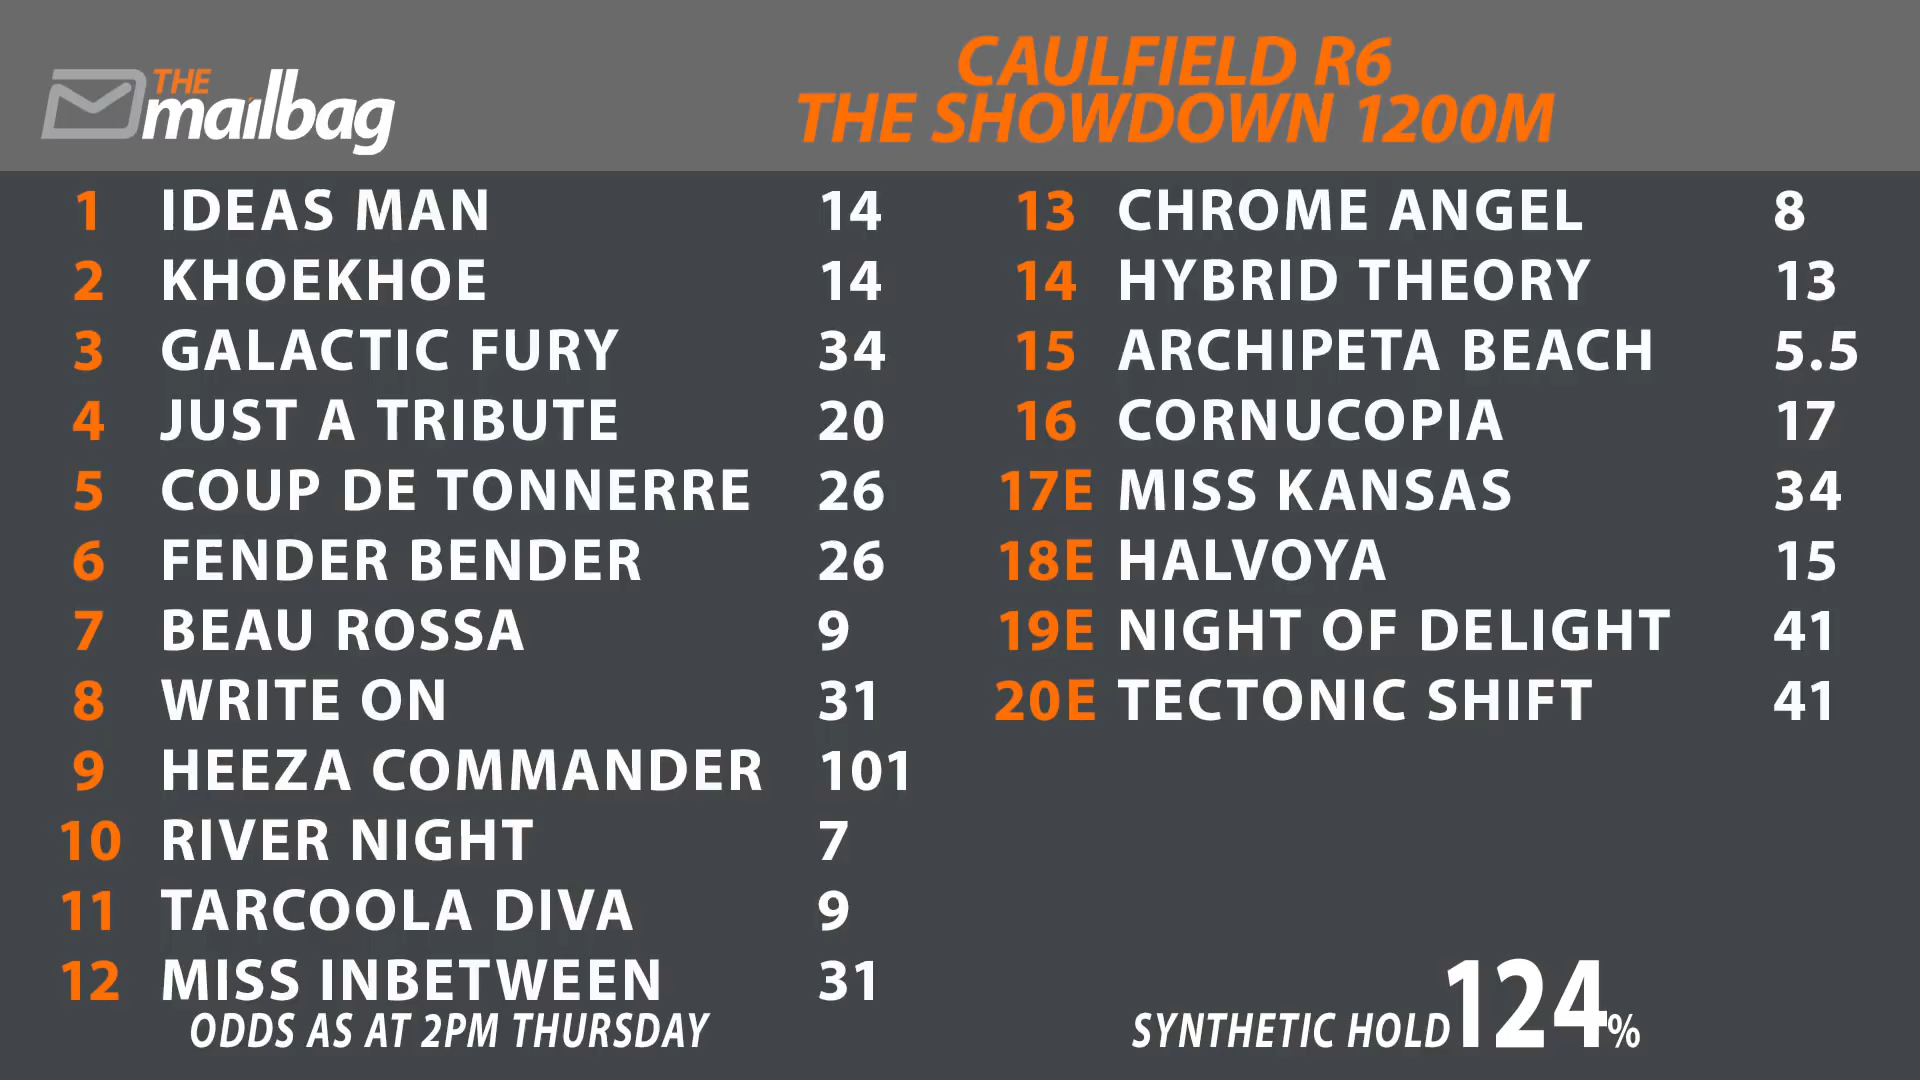 THE
mailbag
CAULFIELD R6
THE SHOWDOWN 1200M
1 IDEAS MAN 14
2 KHOEKHOE 14
3 GALACTIC FURY 34
4 JUST A TRIBUTE 20
5 COUP DE TONNERRE 26
6 FENDER BENDER 26
7 BEAU ROSSA 9
8 WRITE ON 31
9 HEEZA COMMANDER 101
10 RIVER NIGHT 7
11 TARCOOLA DIVA 9
12 MISS INBETWEEN 31
13 CHROME ANGEL 8
14 HYBRID THEORY 13
15 ARCHIPETA BEACH 5.5
16 CORNUCOPIA 17
17E MISS KANSAS 34
18E HALVOYA 15
19E NIGHT OF DELIGHT 41
20E TECTONIC SHIFT 41
ODDS AS AT 2PM THURSDAY
SYNTHETIC HOLD 124%